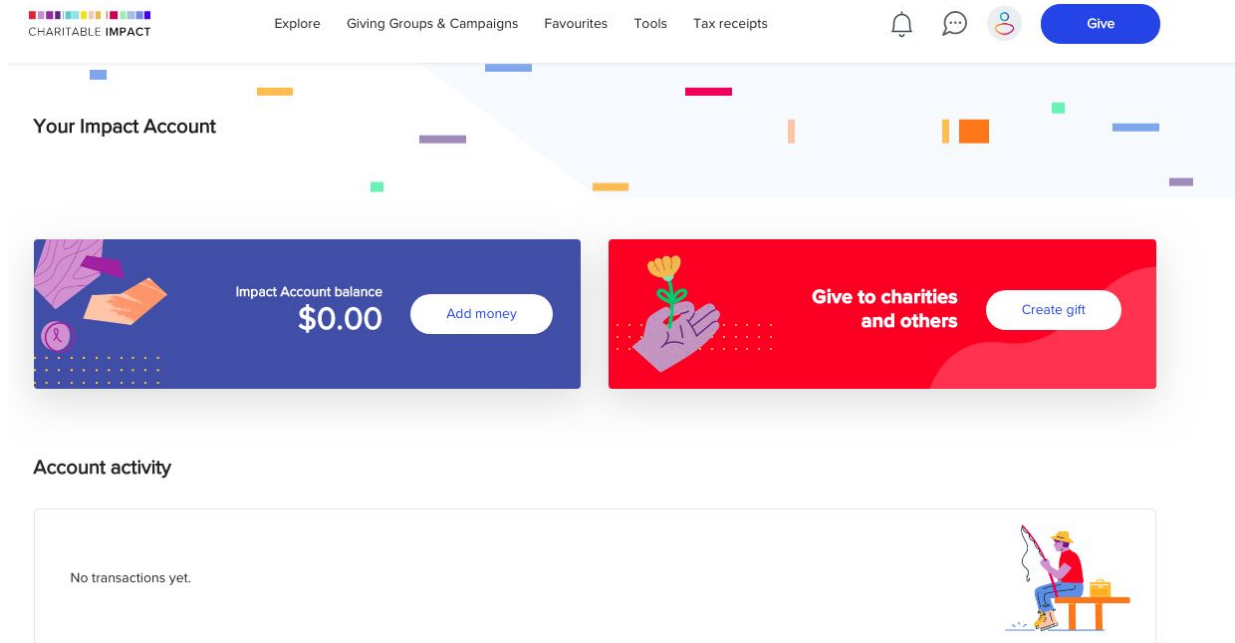 CHARITABLE IMPACT
Explore
Giving Groups & Campaigns
Favourites
Tools
Tax receipts
Give
Your Impact Account
Impact Account balance
$0.00
Add money
Give to charities
and others
Create gift
Account activity
No transactions yet.